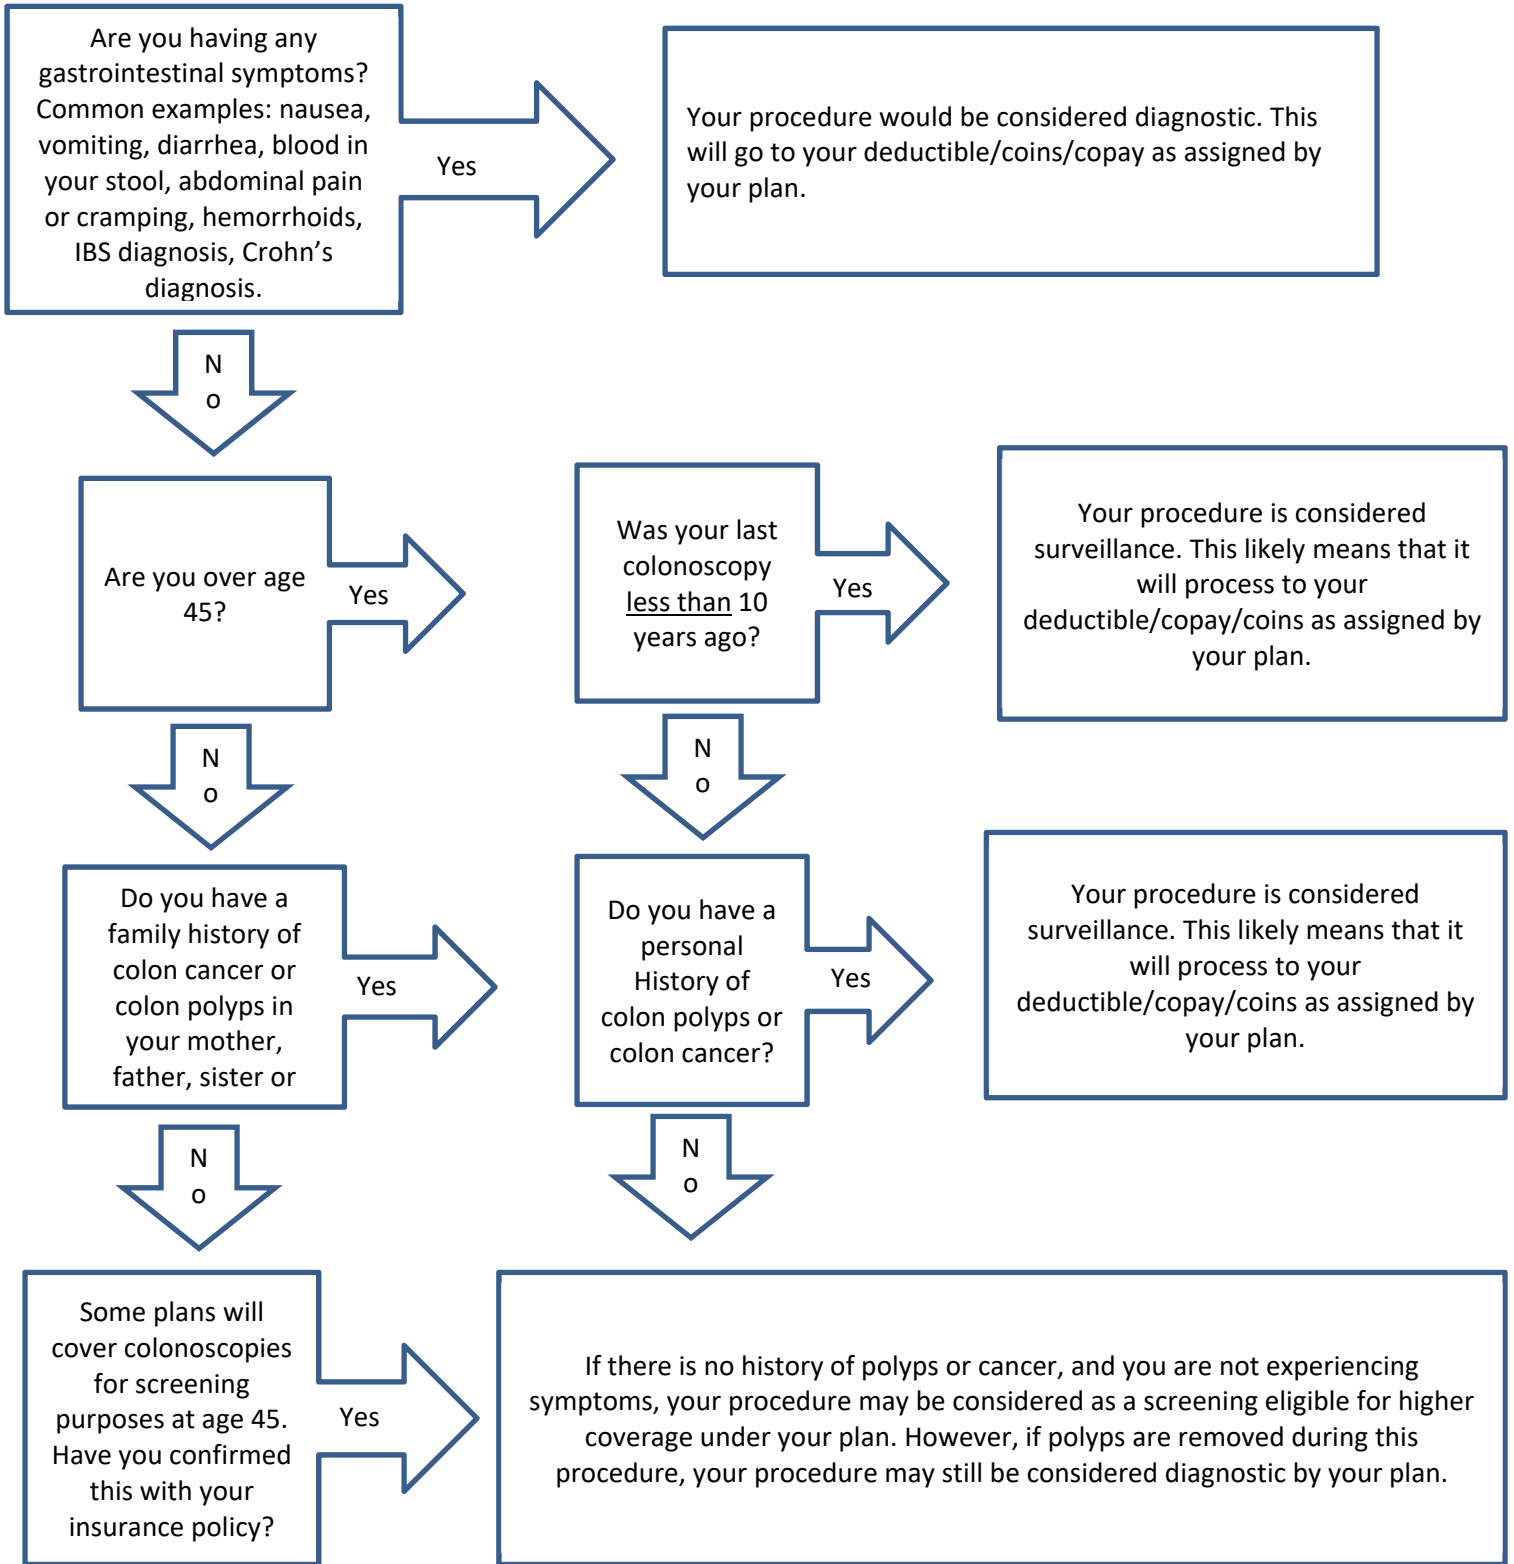 Are you having any
gastrointestinal symptoms?
Common examples: nausea,
vomiting, diarrhea, blood in
your stool, abdominal pain
or cramping, hemorrhoids,
IBS diagnosis, Crohn’s
diagnosis.
Yes
Your procedure would be considered diagnostic. This
will go to your deductible/coins/copay as assigned by
your plan.
N
o
Are you over age
45?
Yes
Was your last
colonoscopy
less than 10
years ago?
Yes
Your procedure is considered
surveillance. This likely means that it
will process to your
deductible/copay/coins as assigned by
your plan.
N
o
N
o
Do you have a
family history of
colon cancer or
colon polyps in
your mother,
father, sister or
Yes
Do you have a
personal
History of
colon polyps or
colon cancer?
Yes
Your procedure is considered
surveillance. This likely means that it
will process to your
deductible/copay/coins as assigned by
your plan.
N
o
N
o
Some plans will
cover colonoscopies
for screening
purposes at age 45.
Have you confirmed
this with your
insurance policy?
Yes
If there is no history of polyps or cancer, and you are not experiencing
symptoms, your procedure may be considered as a screening eligible for higher
coverage under your plan. However, if polyps are removed during this
procedure, your procedure may still be considered diagnostic by your plan.